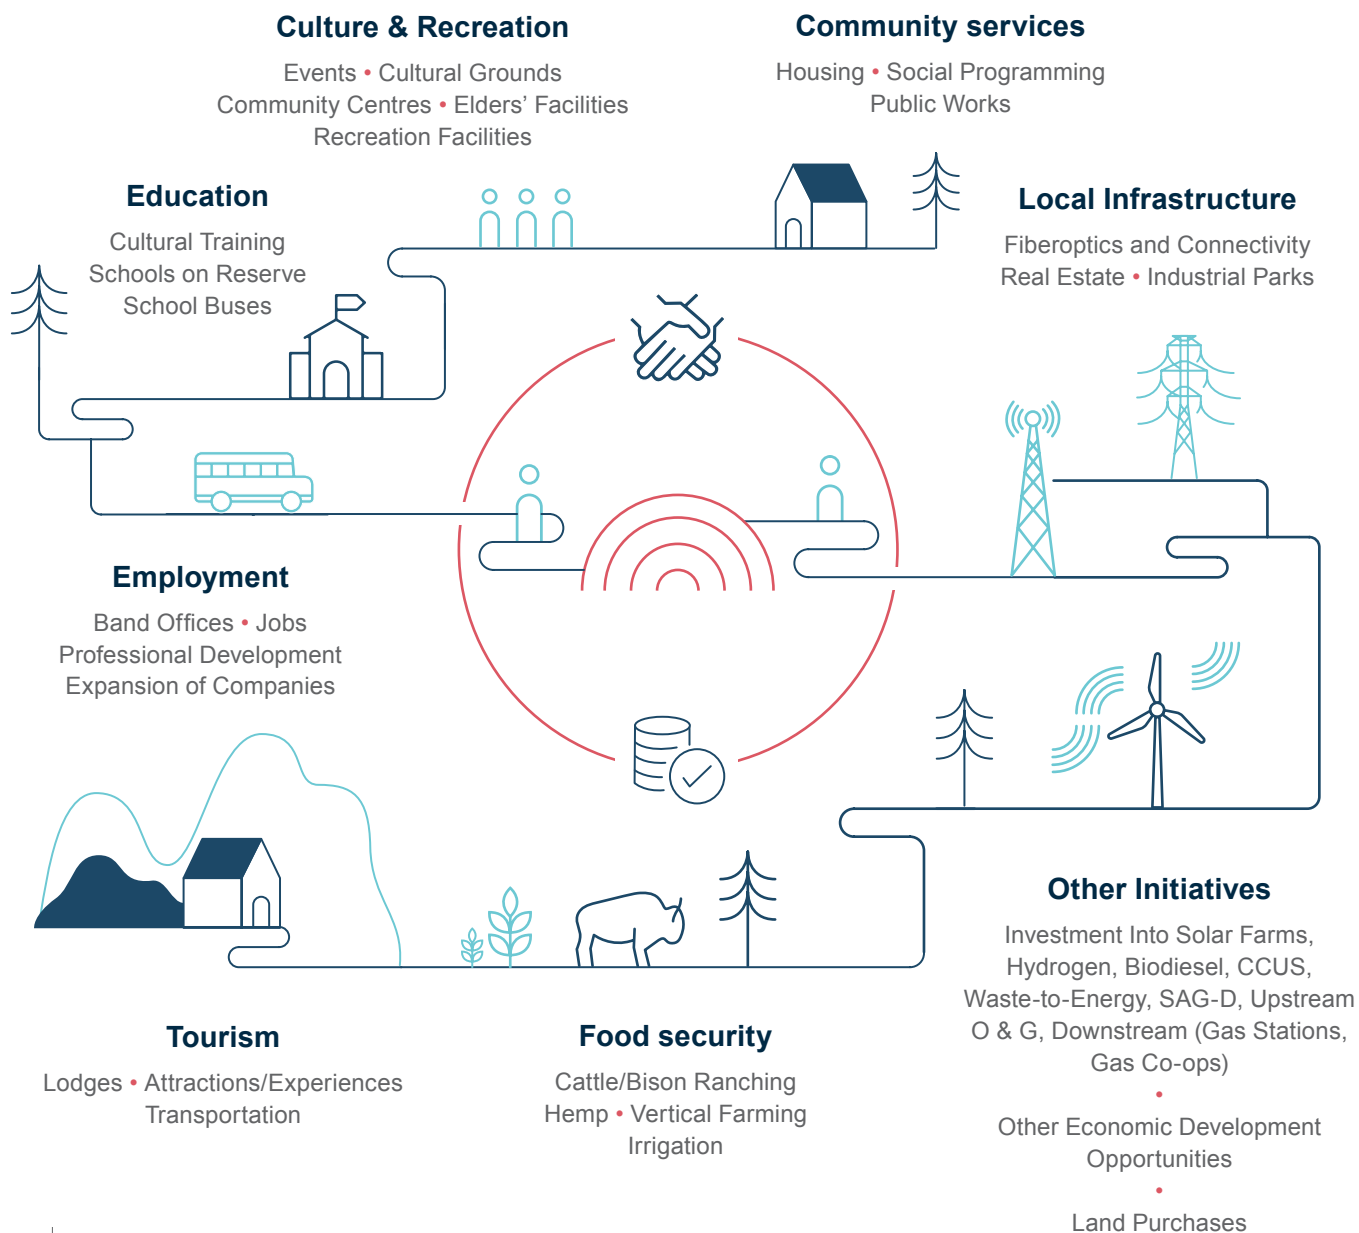 Culture & Recreation
Events • Cultural Grounds
Community Centres • Elders’ Facilities
Recreation Facilities
Community services
Housing • Social Programming
Public Works
Education
Cultural Training
Schools on Reserve
School Buses
Local Infrastructure
Fiberoptics and Connectivity
Real Estate • Industrial Parks
Employment
Band Offices • Jobs
Professional Development
Expansion of Companies
Tourism
Lodges • Attractions/Experiences
Transportation
Food security
Cattle/Bison Ranching
Hemp • Vertical Farming
Irrigation
Other Initiatives
Investment Into Solar Farms,
Hydrogen, Biodiesel, CCUS,
Waste-to-Energy, SAG-D, Upstream
O & G, Downstream (Gas Stations,
Gas Co-ops)
•
Other Economic Development
Opportunities
•
Land Purchases